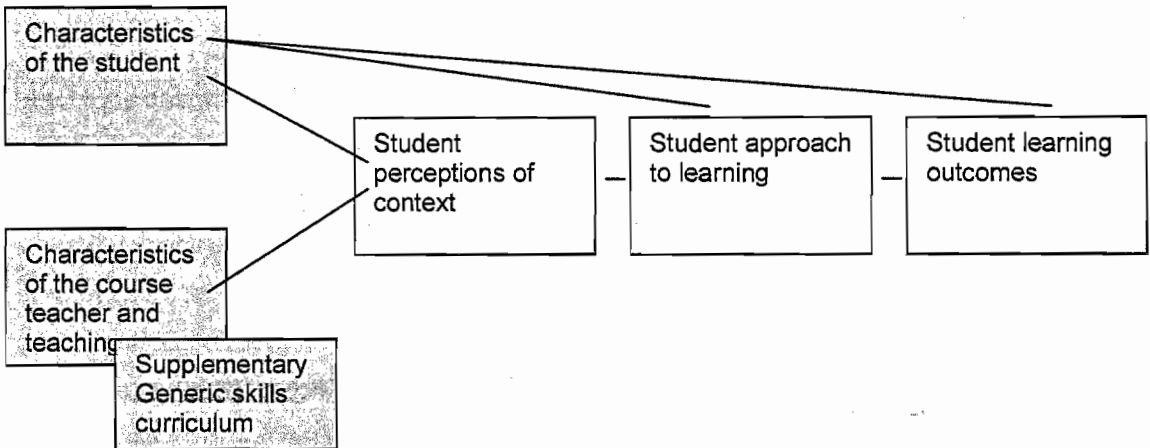 Characteristics
of the student
Student
perceptions of
context
Student approach
to learning
Student learning
outcomes
Characteristics
of the course
teacher and
teaching
Supplementary
Generic skills
curriculum